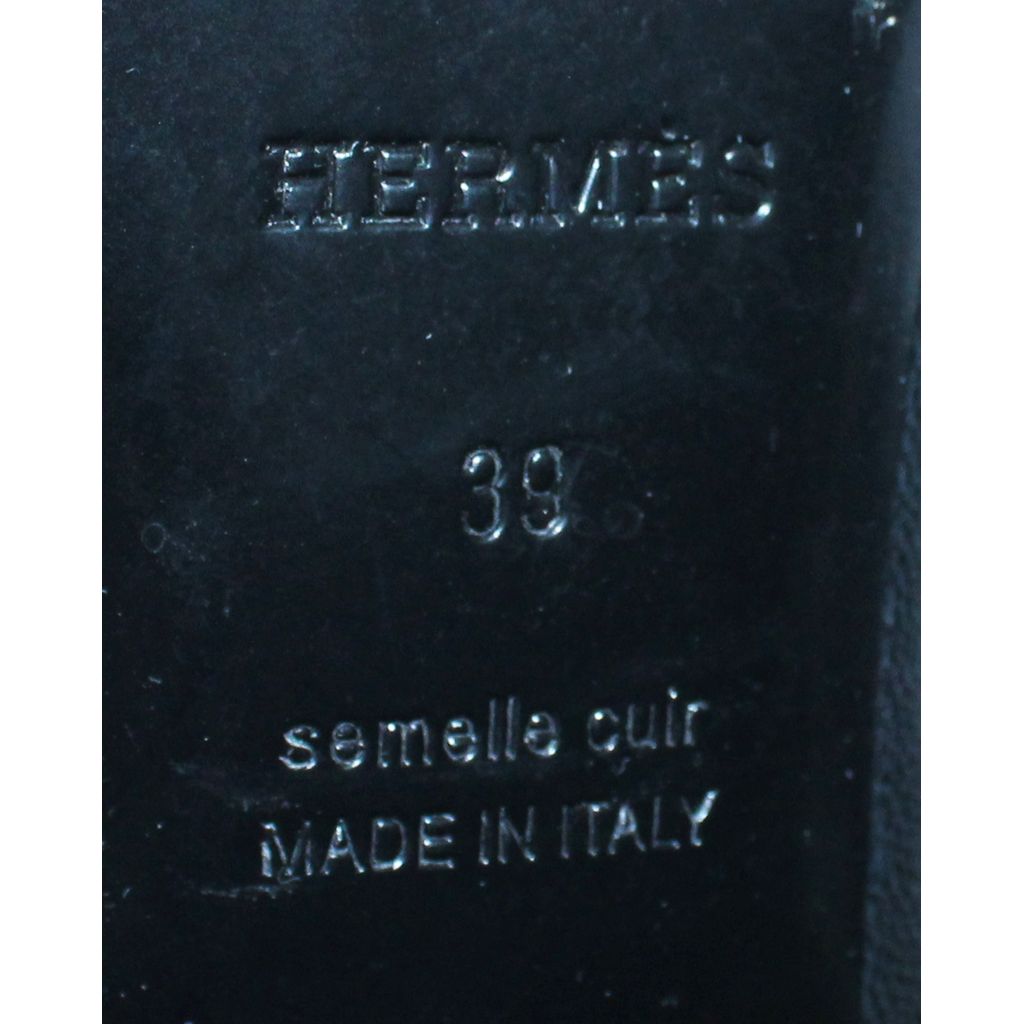 HERMÈS
39
semelle cuir
MADE IN ITALY